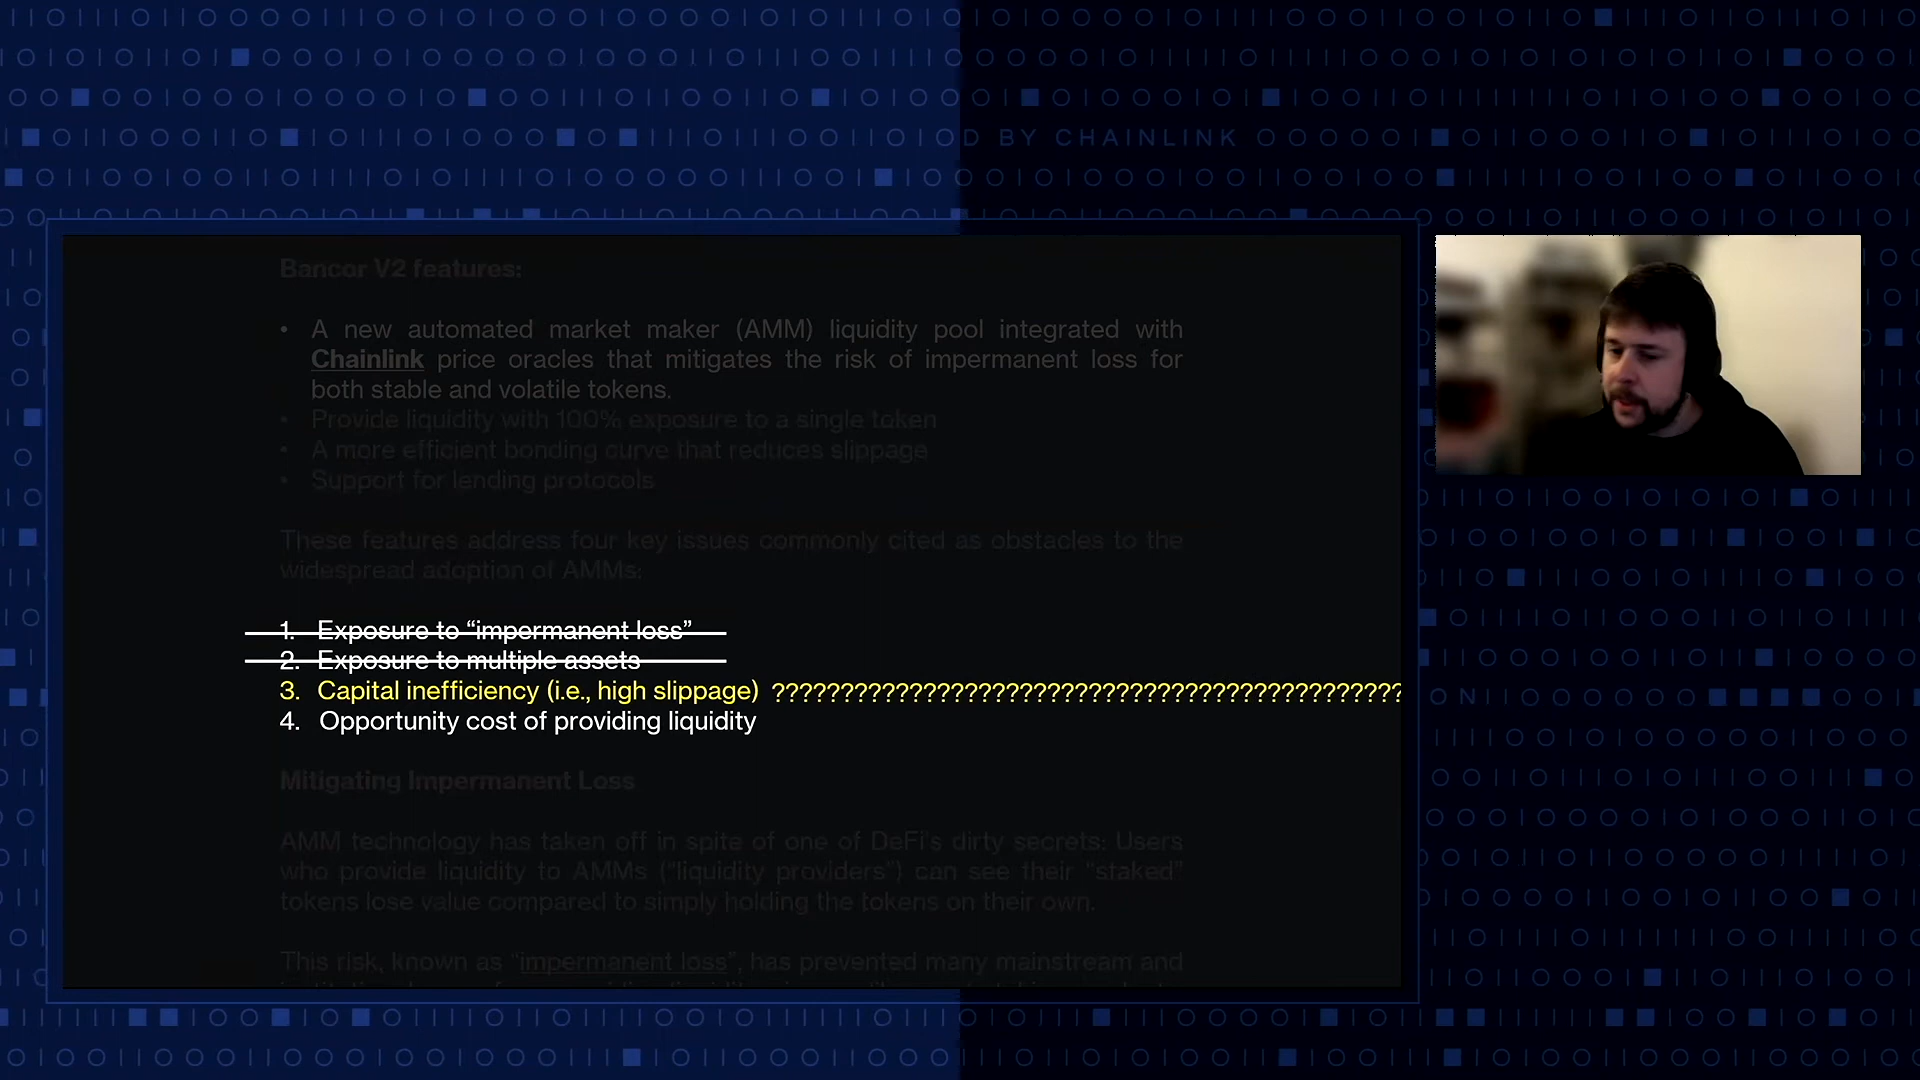 D BY CHAINLINK
Bancor V2 features:
• A new automated market maker (AMM) liquidity pool integrated with
Chainlink price oracles that mitigates the risk of impermanent loss for
both stable and volatile tokens.
• Provide liquidity with 100% exposure to a single token
• A more efficient bonding curve that reduces slippage
• Support for lending protocols
These features address four key issues commonly cited as obstacles to the
widespread adoption of AMMs:
1. Exposure to “impermanent loss”
2. Exposure to multiple assets
3. Capital inefficiency (i.e., high slippage) ??????????????????????????????????????????????
4. Opportunity cost of providing liquidity
Mitigating Impermanent Loss
AMM technology has taken off in spite of one of DeFi’s dirty secrets: Users
who provide liquidity to AMMs (“liquidity providers”) can see their “staked”
tokens lose value compared to simply holding the tokens on their own.
This risk, known as “impermanent loss”, has prevented many mainstream and